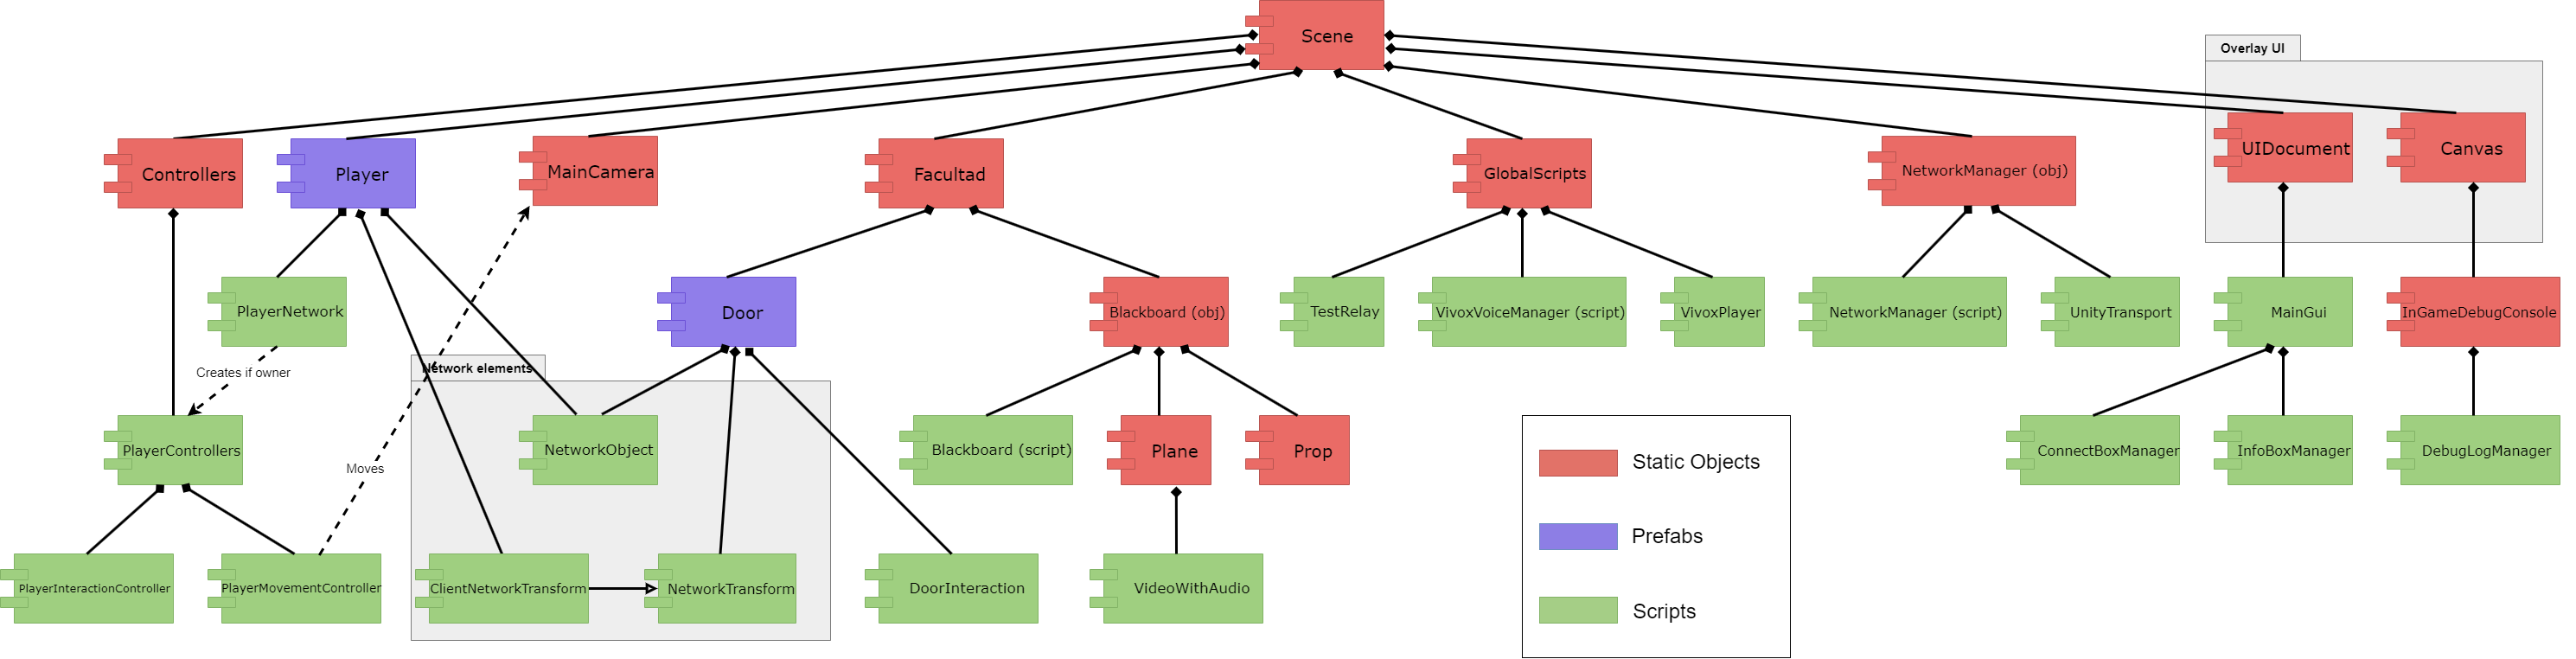 Scene
Overlay UI
Controllers
Player
MainCamera
Facultad
GlobalScripts
NetworkManager (obj)
UIDocument
Canvas
PlayerNetwork
Door
Blackboard (obj)
TestRelay
VivoxVoiceManager (script)
VivoxPlayer
NetworkManager (script)
UnityTransport
MainGui
InGameDebugConsole
Creates if owner
Network elements
PlayerControllers
Moves
NetworkObject
Blackboard (script)
Plane
Prop
ConnectBoxManager
InfoBoxManager
DebugLogManager
Static Objects
Prefabs
Scripts
PlayerInteractionController
PlayerMovementController
ClientNetworkTransform
NetworkTransform
DoorInteraction
VideoWithAudio